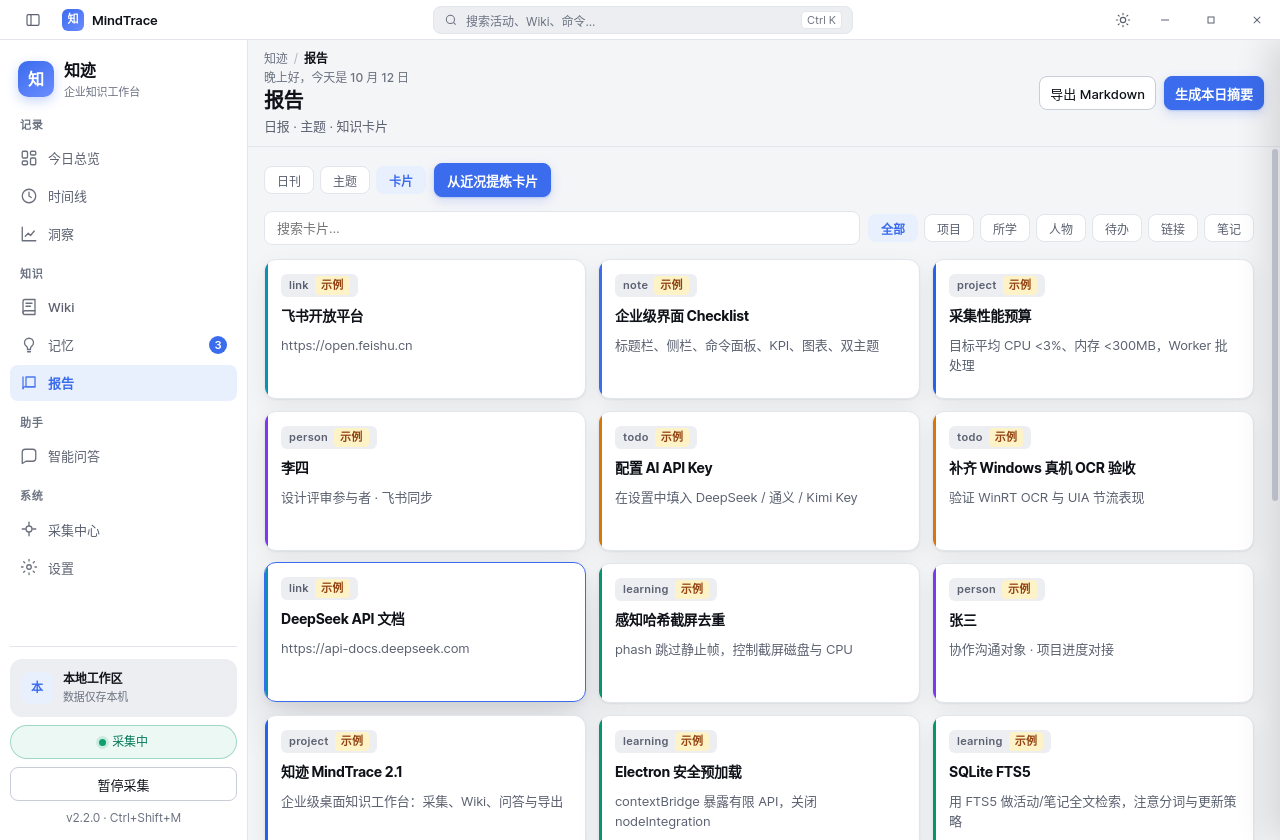 知 MindTrace
搜索活动、Wiki、命令... Ctrl K
知 知迹
企业知识工作台
记录
今日总览
时间线
洞察
知识
Wiki
记忆 3
报告
助手
智能问答
系统
采集中心
设置
本 本地工作区
数据仅存本机
采集中
暂停采集
v2.2.0 · Ctrl+Shift+M
知迹 / 报告
晚上好，今天是 10 月 12 日
报告
日报 · 主题 · 知识卡片
导出 Markdown 生成本日摘要
日刊 主题 卡片 从近况提炼卡片
搜索卡片... 全部 项目 所学 人物 待办 链接 笔记
link 示例
飞书开放平台
https://open.feishu.cn
note 示例
企业级界面 Checklist
标题栏、侧栏、命令面板、KPI、图表、双主题
project 示例
采集性能预算
目标平均 CPU <3%、内存 <300MB，Worker 批
处理
person 示例
李四
设计评审参与者 · 飞书同步
todo 示例
配置 AI API Key
在设置中填入 DeepSeek / 通义 / Kimi Key
todo 示例
补齐 Windows 真机 OCR 验收
验证 WinRT OCR 与 UIA 节流表现
link 示例
DeepSeek API 文档
https://api-docs.deepseek.com
learning 示例
感知哈希截屏去重
phash 跳过静止帧，控制截屏磁盘与 CPU
person 示例
张三
协作沟通对象 · 项目进度对接
project 示例
知迹 MindTrace 2.1
企业级桌面知识工作台：采集、Wiki、问答与导出
learning 示例
Electron 安全预加载
contextBridge 暴露有限 API，关闭
nodeIntegration
learning 示例
SQLite FTS5
用 FTS5 做活动/笔记全文检索，注意分词与更新策
略